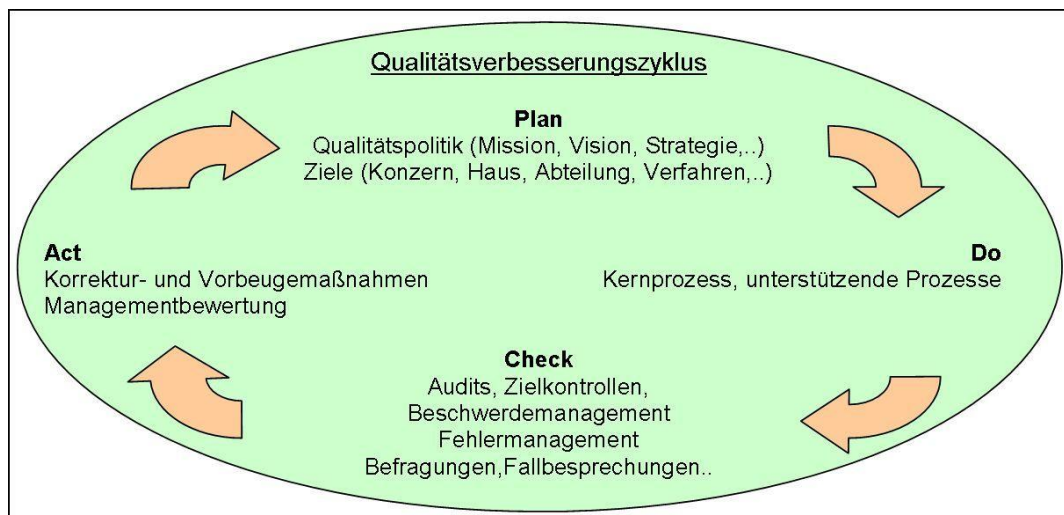 Qualitätsverbesserungszyklus
Plan
Qualitätspolitik (Mission, Vision, Strategie,..)
Ziele (Konzern, Haus, Abteilung, Verfahren,..)
Do
Kernprozess, unterstützende Prozesse
Check
Audits, Zielkontrollen,
Beschwerdemanagement
Fehlermanagement
Befragungen,Fallbesprechungen..
Act
Korrektur- und Vorbeugemaßnahmen
Managementbewertung